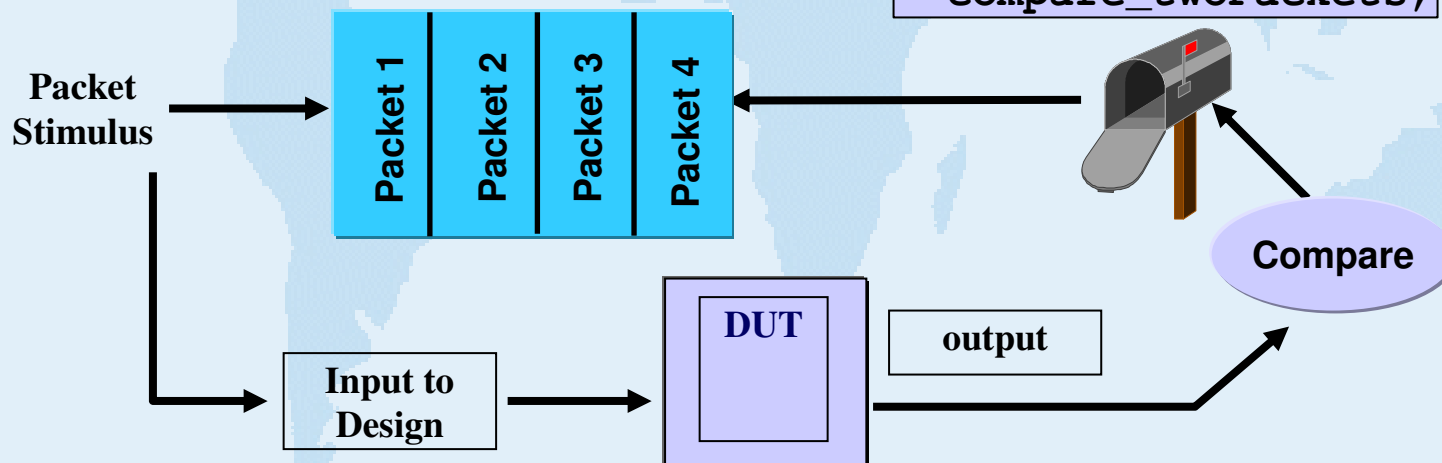 Packet 1
Packet 2
Packet 3
Packet 4
Packet
Stimulus
Compare
DUT
output
Input to
Design